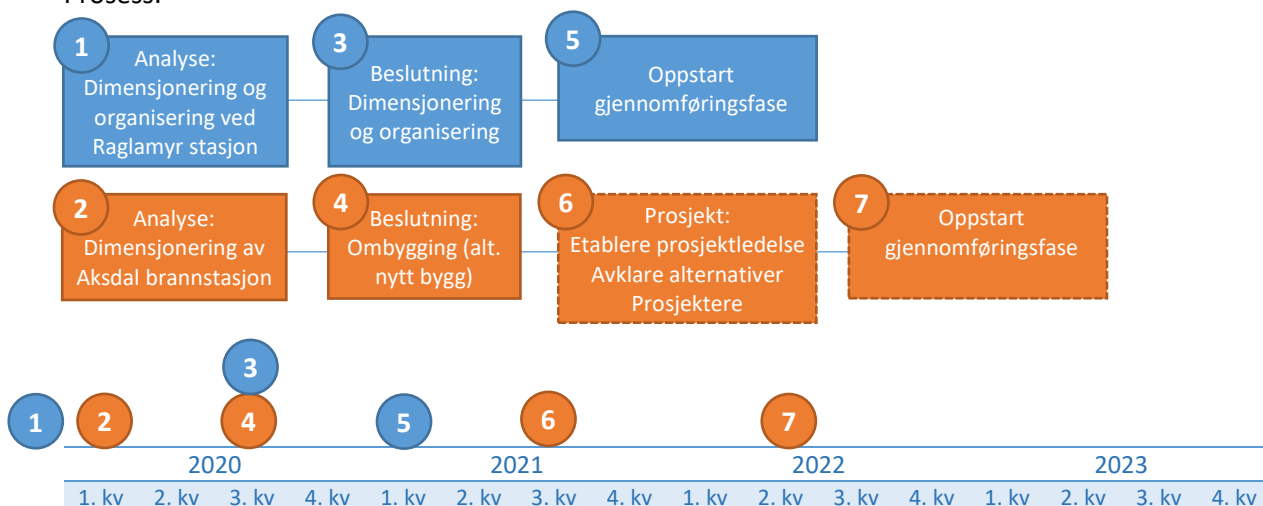 Prosess:
1
Analyse:
Dimensjonering og
organisering ved
Raglamyr stasjon
3
Beslutning:
Dimensjonering
og organisering
5
Oppstart
gjennomføringsfase
2
Analyse:
Dimensjonering av
Aksdal brannstasjon
4
Beslutning:
Ombygging (alt.
nytt bygg)
6
Prosjekt:
Etablere prosjektledelse
Avklare alternativer
Prosjektere
7
Oppstart
gjennomføringsfase
3
1 2 4 5 6 7
2020 2021 2022 2023
1. kv 2. kv 3. kv 4. kv 1. kv 2. kv 3. kv 4. kv 1. kv 2. kv 3. kv 4. kv 1. kv 2. kv 3. kv 4. kv